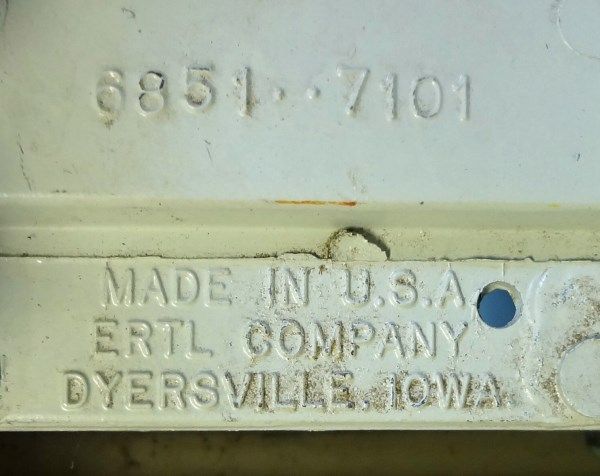 6851··7101
MADE IN U.S.A
ERTL COMPANY
DYERSVILLE, IOWA